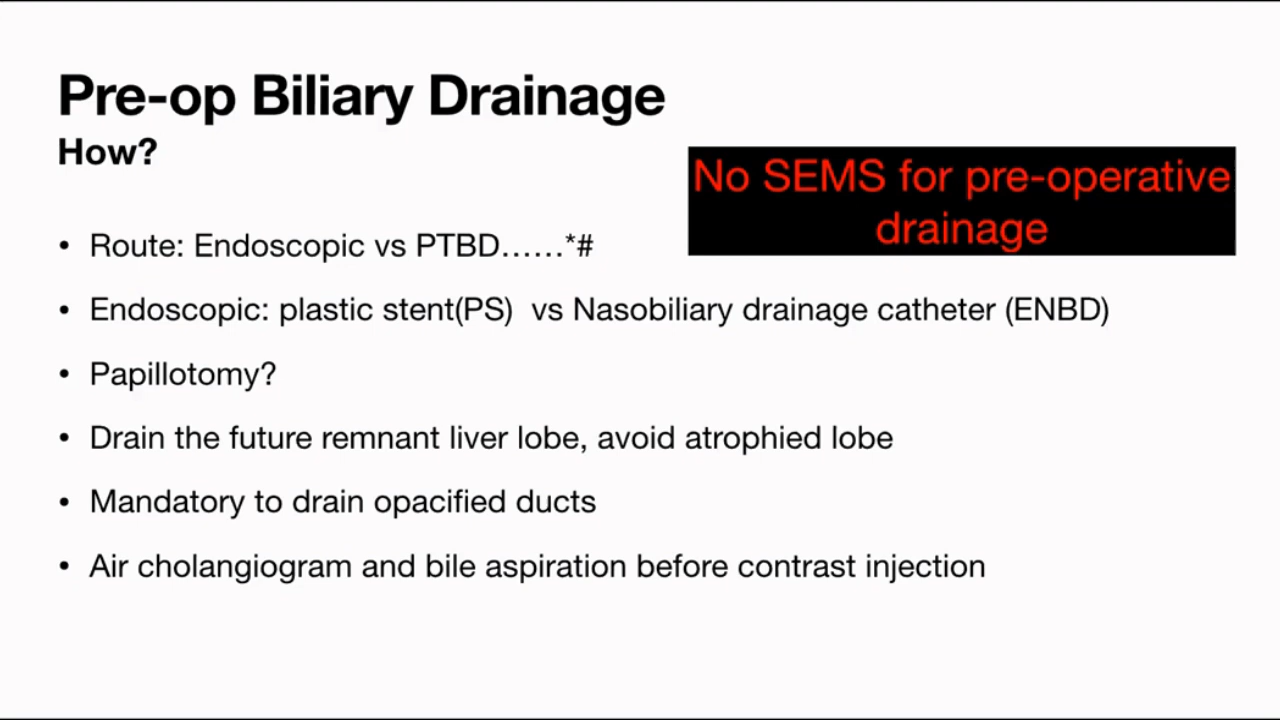 Pre-op Biliary Drainage
How?
No SEMS for pre-operative
drainage
• Route: Endoscopic vs PTBD......*#
• Endoscopic: plastic stent(PS)  vs Nasobiliary drainage catheter (ENBD)
• Papillotomy?
• Drain the future remnant liver lobe, avoid atrophied lobe
• Mandatory to drain opacified ducts
• Air cholangiogram and bile aspiration before contrast injection